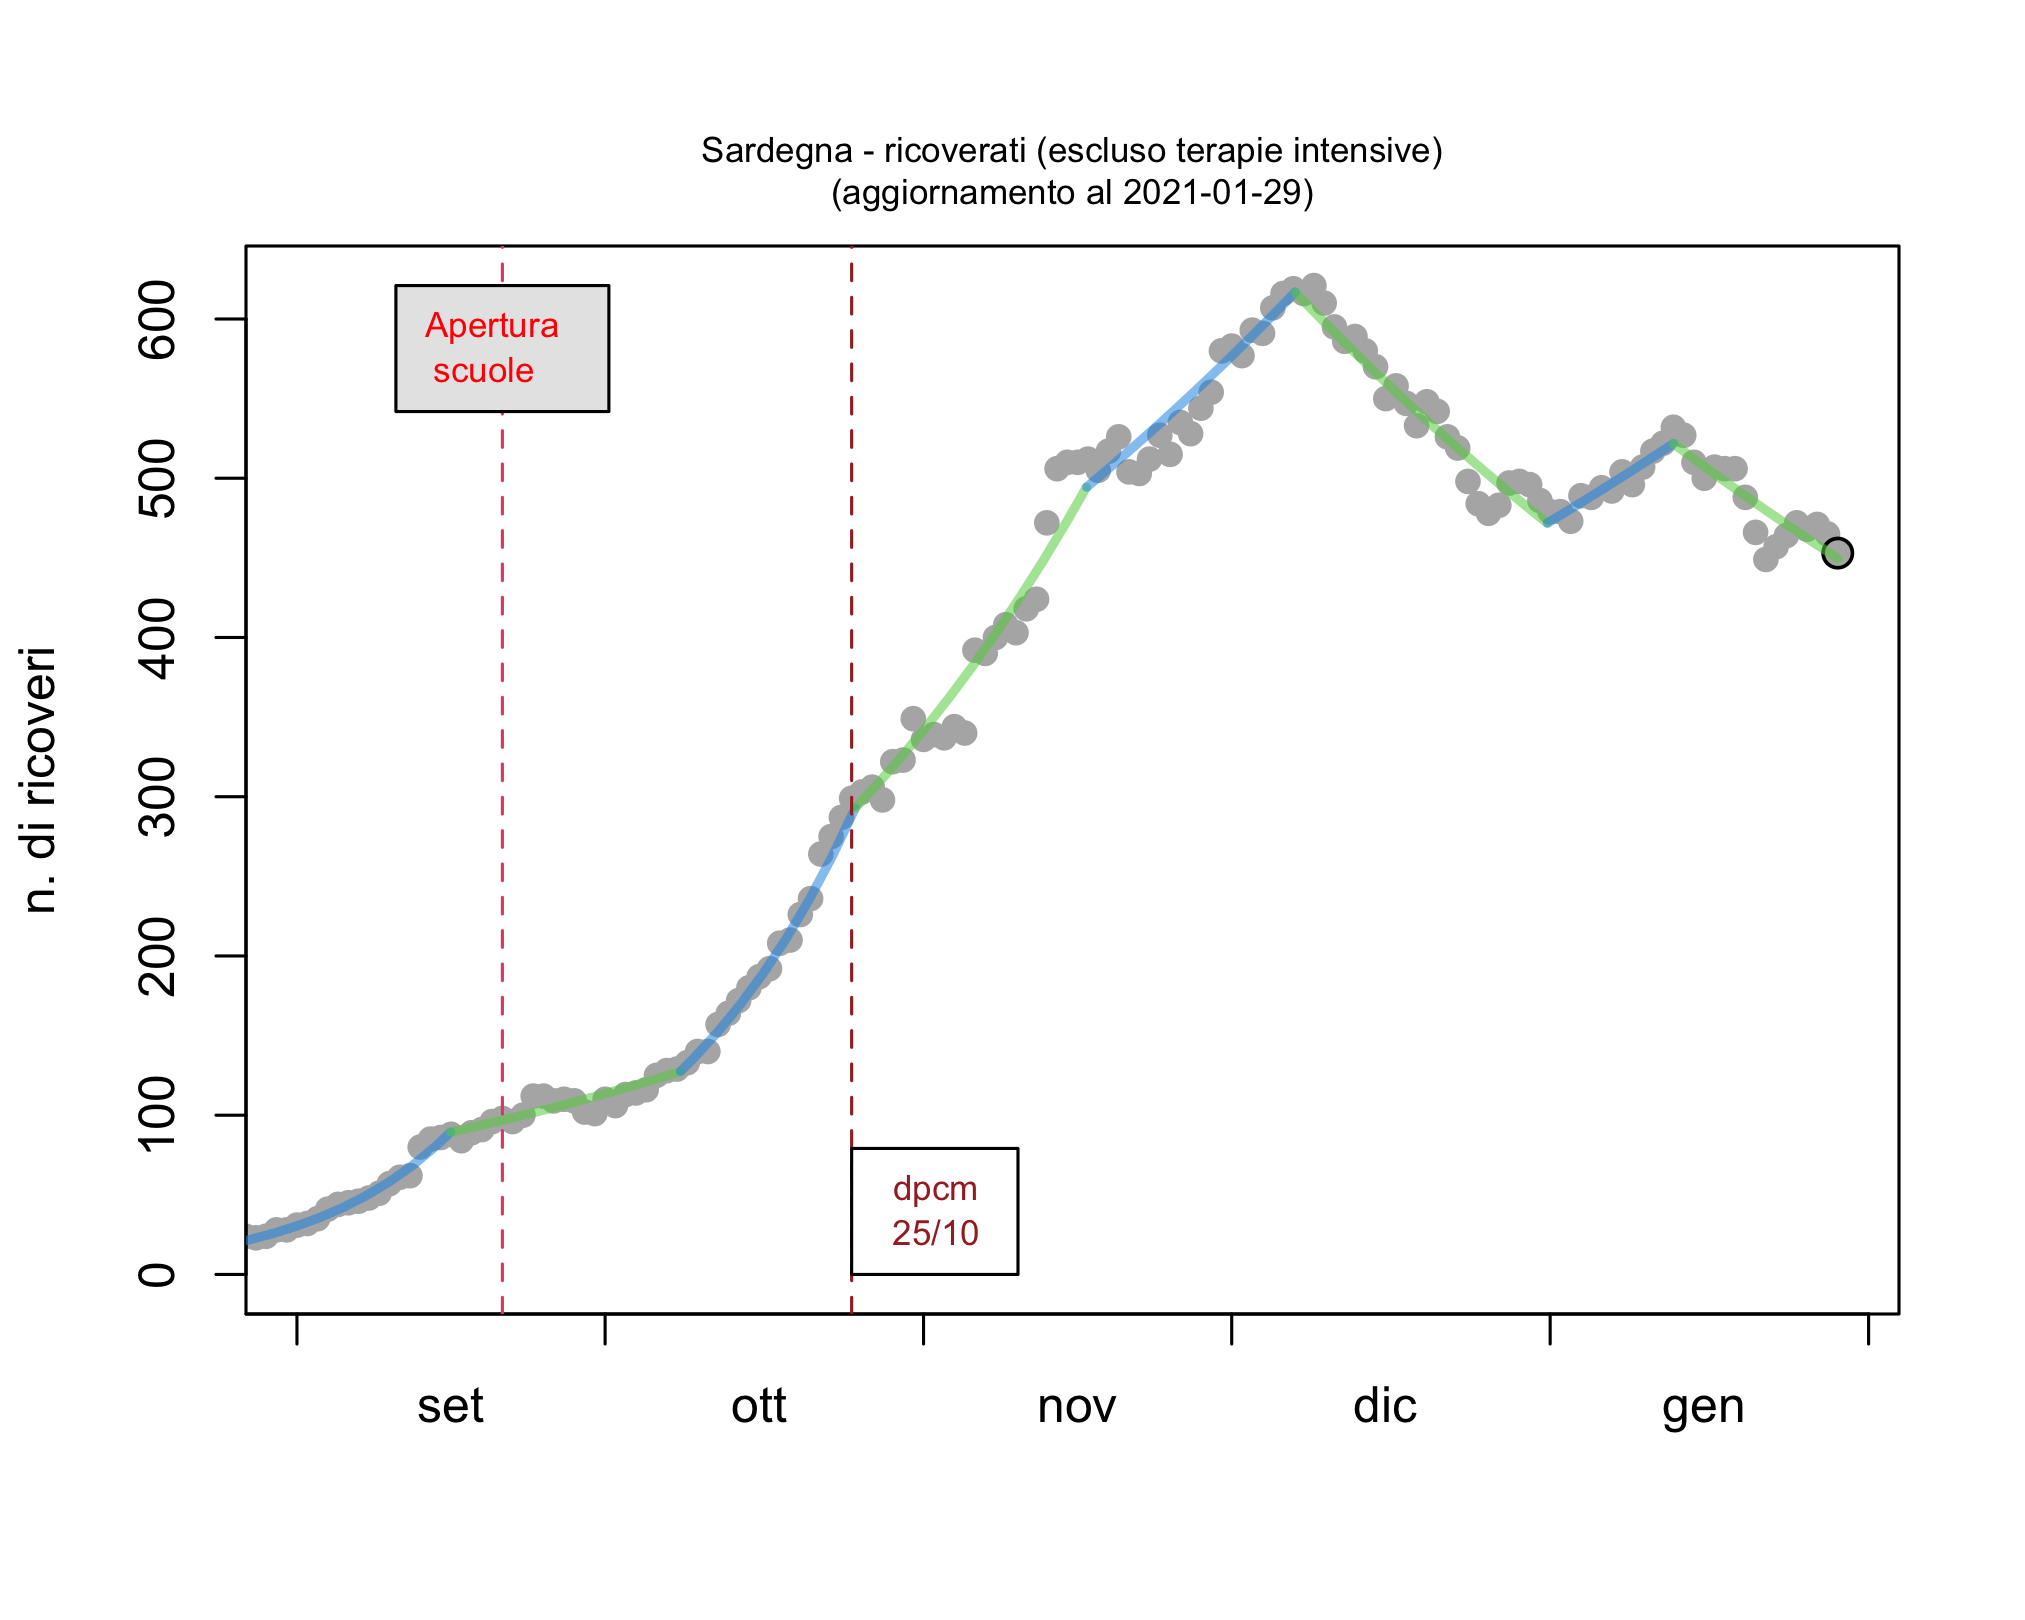 Sardegna - ricoverati (escluso terapie intensive)
(aggiornamento al 2021-01-29)
n. di ricoveri
600
500
400
300
200
100
0
Apertura
scuole
dpcm
25/10
set
ott
nov
dic
gen